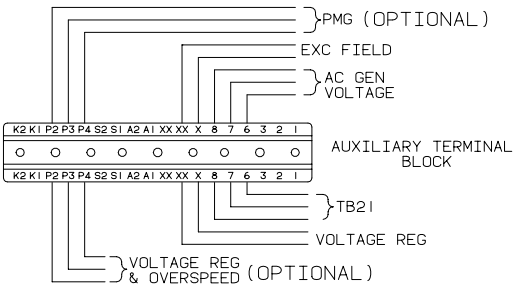 PMG (OPTIONAL)
EXC FIELD
AC GEN
VOLTAGE
K2 K1 P2 P3 P4 S2 S1 A2 A1 XX XX X 8 7 6 3 2 1
AUXILIARY TERMINAL
BLOCK
K2 K1 P2 P3 P4 S2 S1 A2 A1 XX XX X 8 7 6 3 2 1
TB21
VOLTAGE REG
VOLTAGE REG
& OVERSPEED (OPTIONAL)